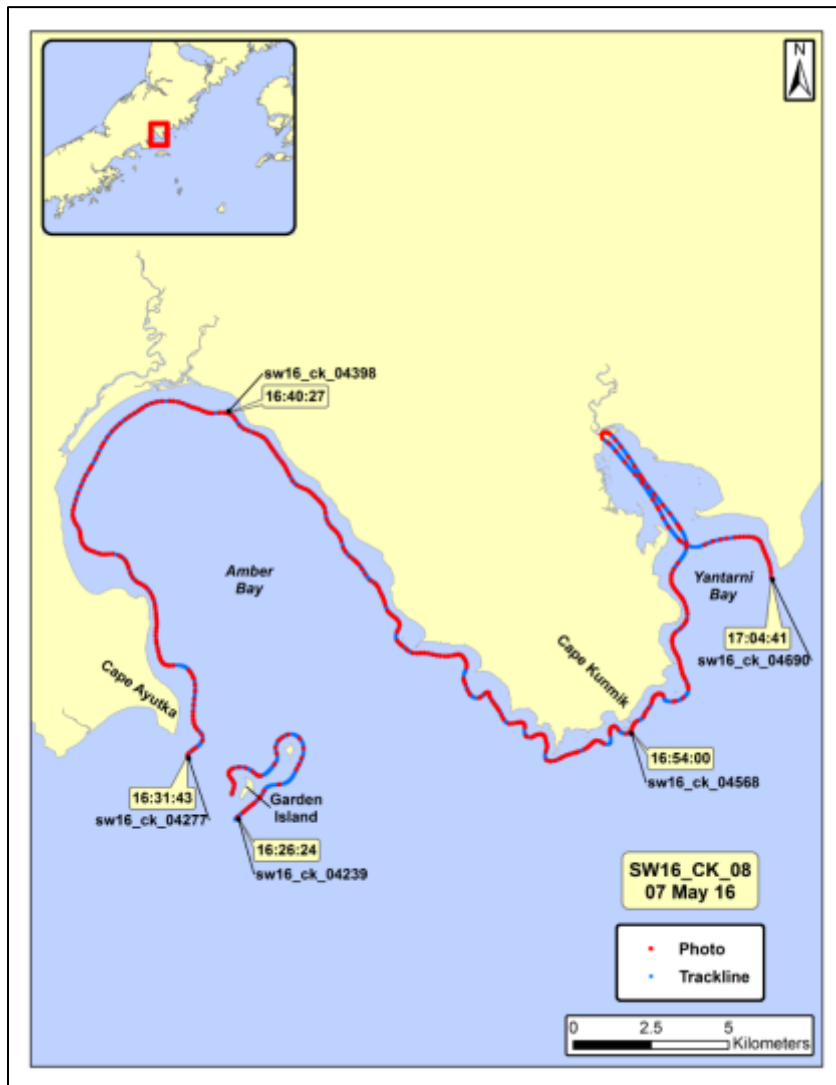 N
sw16_ck_04398
16:40:27
Amber
Bay
Yantarni
Bay
17:04:41
sw16_ck_04690
Cape Kunmik
Cape Ayutka
16:54:00
sw16_ck_04568
16:31:43
sw16_ck_04277
Garden
Island
16:26:24
sw16_ck_04239
SW16_CK_08
07 May 16
Photo
Trackline
0 2.5 5
Kilometers